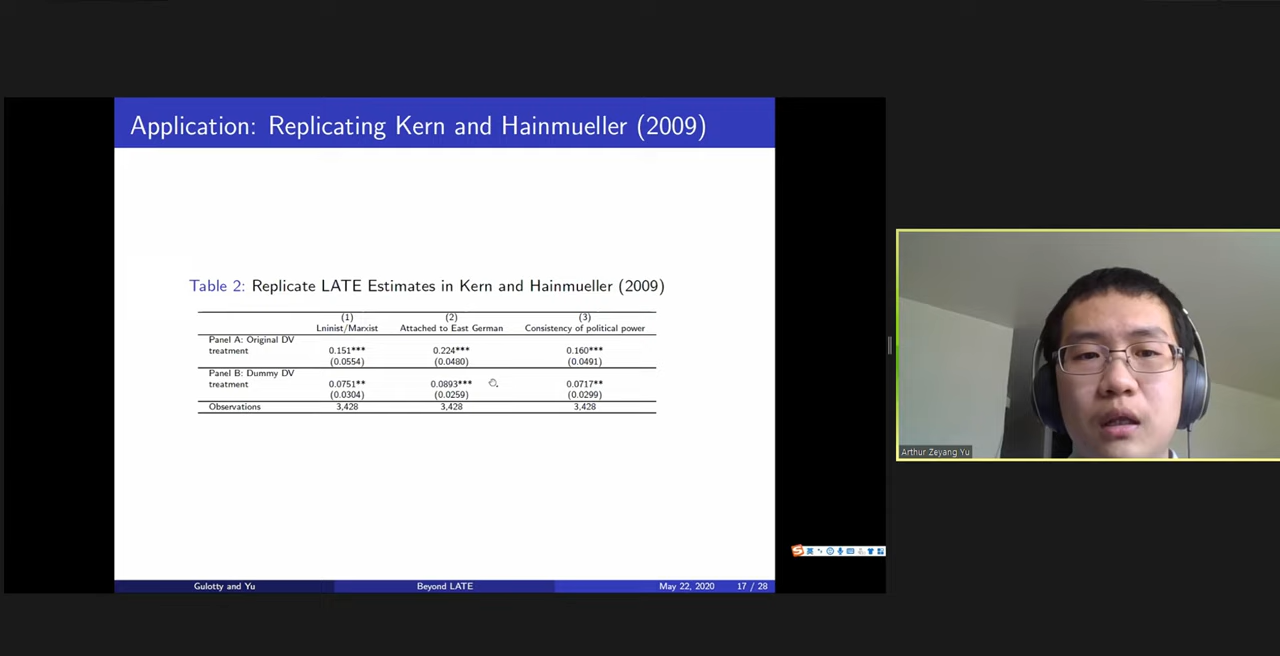 Application: Replicating Kern and Hainmueller (2009)
Table 2: Replicate LATE Estimates in Kern and Hainmueller (2009)
(1) (2) (3)
Lninist/Marxist Attached to East German Consistency of political power
Panel A: Original DV
treatment 0.151*** 0.224*** 0.160***
(0.0554) (0.0480) (0.0491)
Panel B: Dummy DV
treatment 0.0751** 0.0893*** 0.0717**
(0.0304) (0.0259) (0.0299)
Observations 3,428 3,428 3,428
Arthur Zeyang Yu
S 英
Gulotty and Yu Beyond LATE May 22, 2020 17 / 28